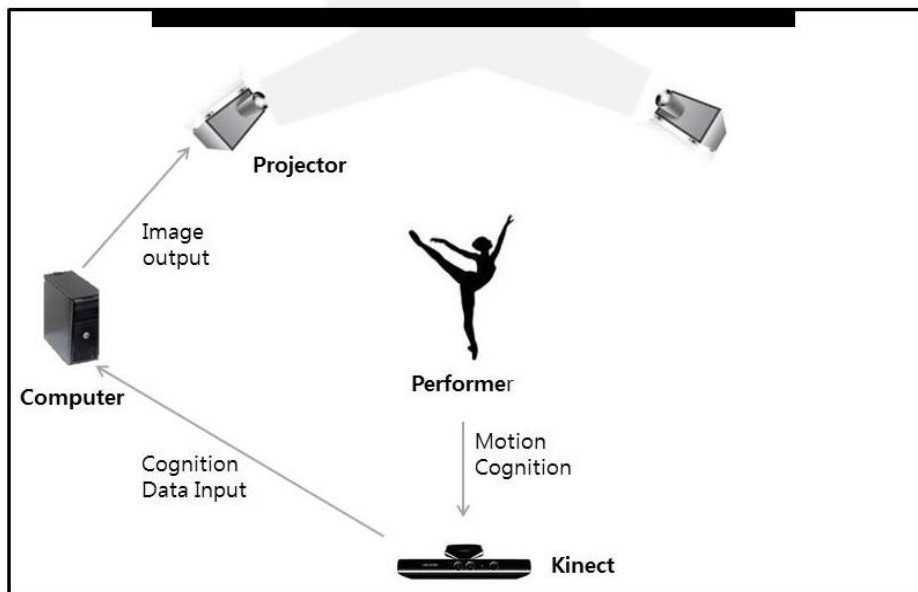 Projector
Image
output
Computer
Performer
Cognition
Data Input
Motion
Cognition
Kinect